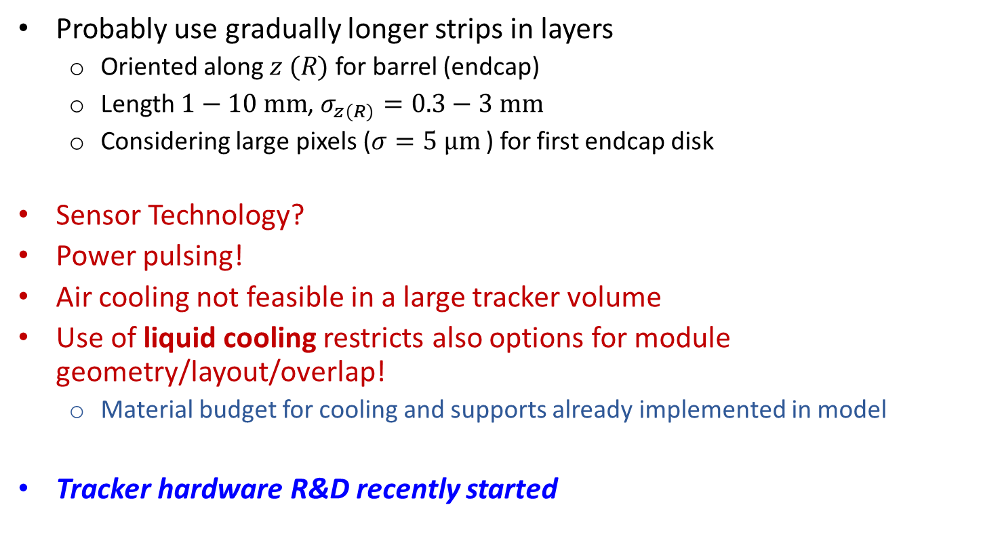 • Probably use gradually longer strips in layers
o Oriented along z (R) for barrel (endcap)
o Length 1 – 10 mm, σz(R) = 0.3 – 3 mm
o Considering large pixels (σ = 5 μm ) for first endcap disk
• Sensor Technology?
• Power pulsing!
• Air cooling not feasible in a large tracker volume
• Use of liquid cooling restricts also options for module
geometry/layout/overlap!
o Material budget for cooling and supports already implemented in model
• Tracker hardware R&D recently started